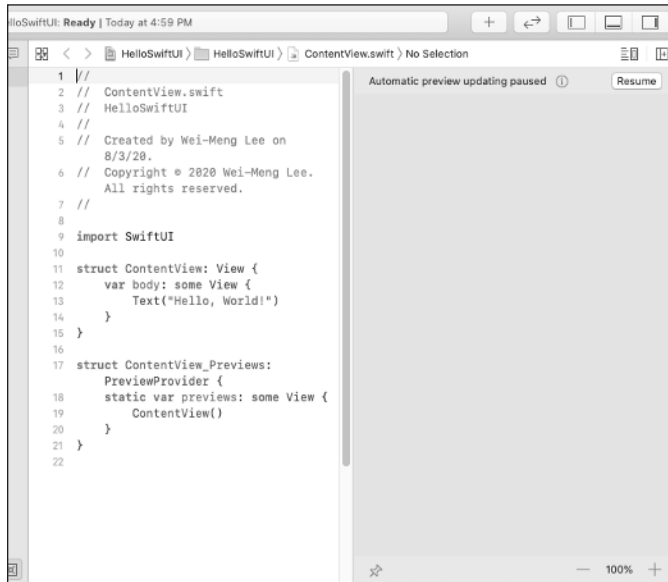 HelloSwiftUI: Ready | Today at 4:59 PM
HelloSwiftUI
HelloSwiftUI
ContentView.swift
No Selection
1 //
2 // ContentView.swift
3 // HelloSwiftUI
4 //
5 // Created by Wei-Meng Lee on
8/3/20.
6 // Copyright © 2020 Wei-Meng Lee.
All rights reserved.
7 //
8
9 import SwiftUI
10
11 struct ContentView: View {
12 var body: some View {
13 Text("Hello, World!")
14 }
15 }
16
17 struct ContentView_Previews:
PreviewProvider {
18 static var previews: some View {
19 ContentView()
20 }
21 }
22
Automatic preview updating paused
Resume
100%